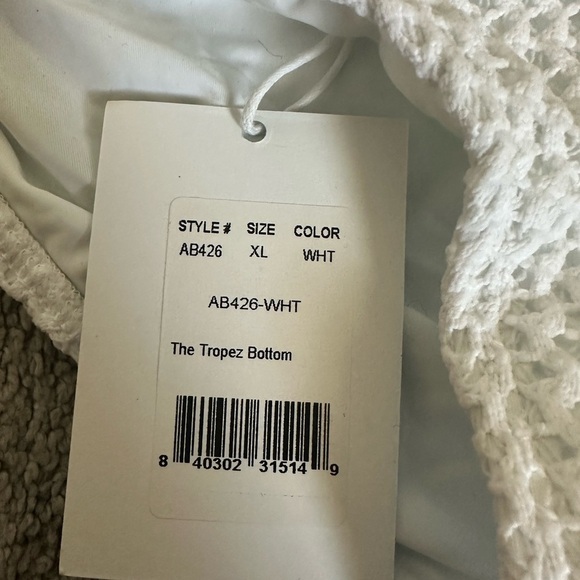 STYLE # SIZE COLOR
AB426 XL WHT
AB426-WHT
The Tropez Bottom
8 40302 31514 9